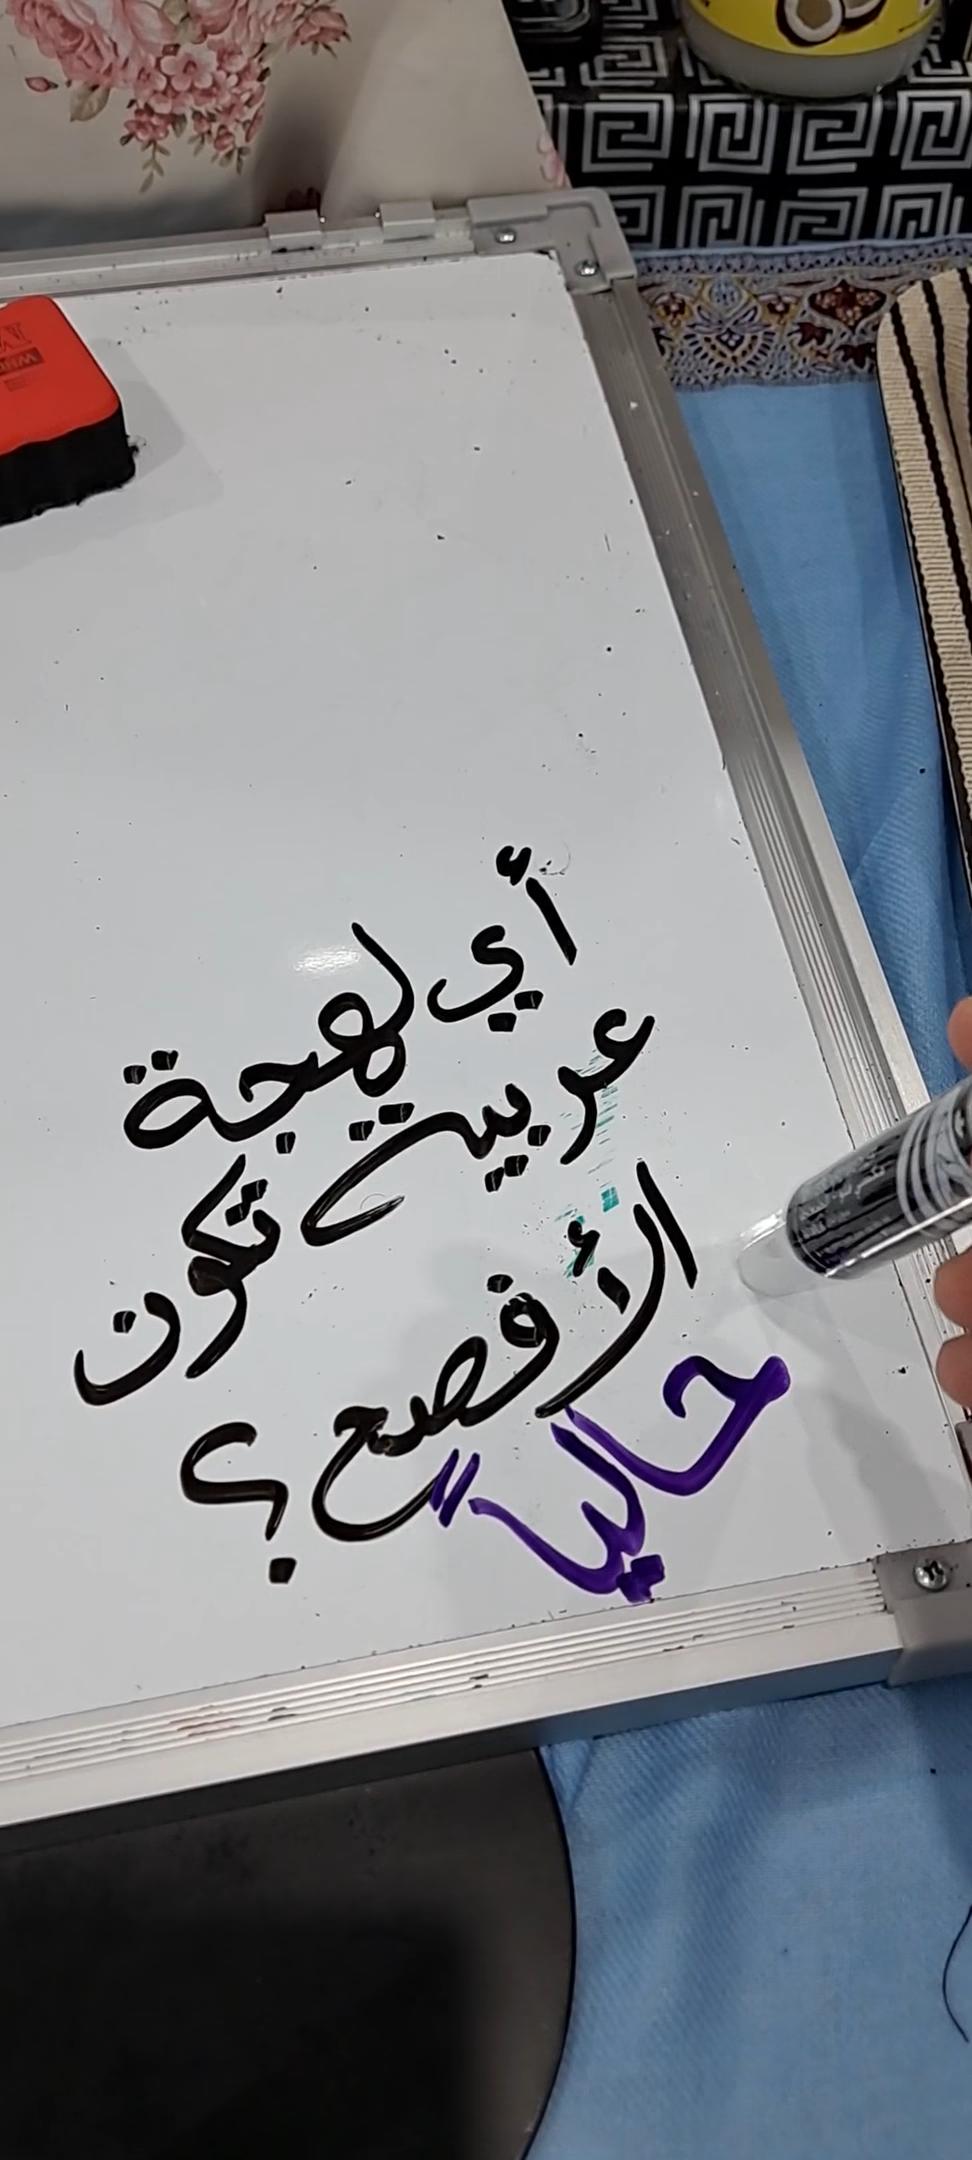 أي لهجة
عربية تكون
الأفصح ؟
حالياً